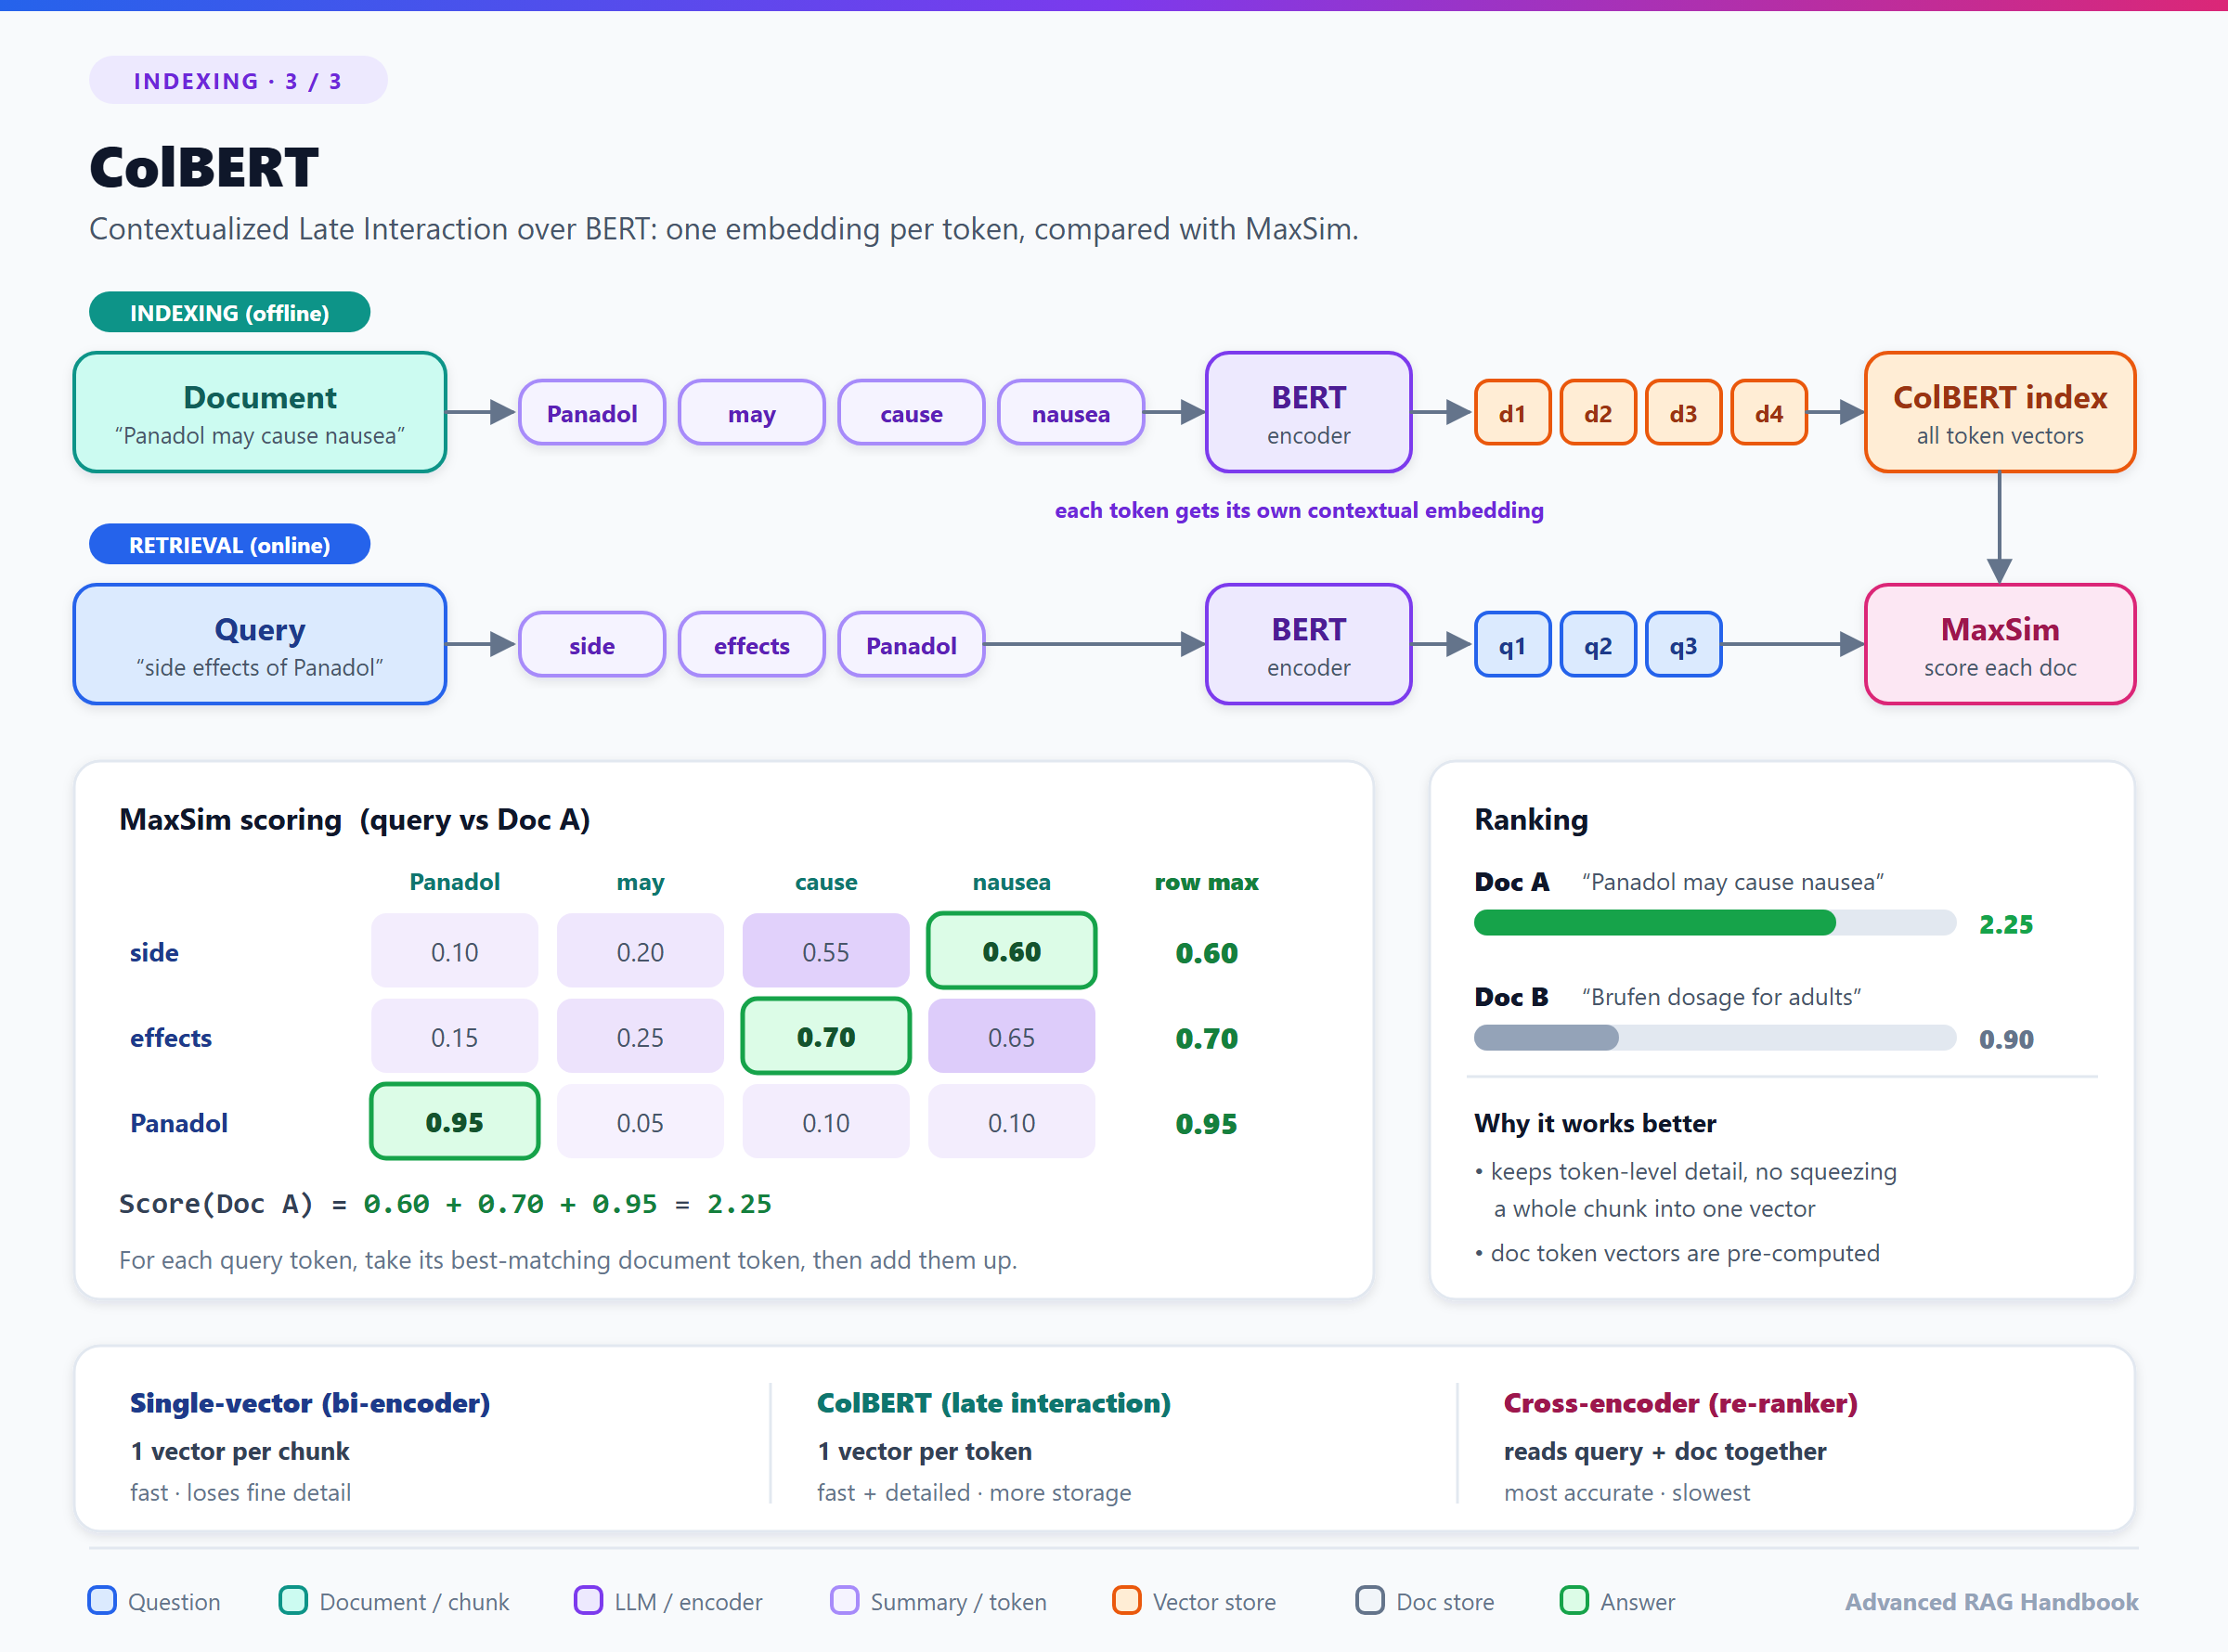 INDEXING · 3 / 3
ColBERT
Contextualized Late Interaction over BERT: one embedding per token, compared with MaxSim.
INDEXING (offline)
Document
“Panadol may cause nausea”
Panadol may cause nausea
BERT
encoder
d1 d2 d3 d4
ColBERT index
all token vectors
each token gets its own contextual embedding
RETRIEVAL (online)
Query
“side effects of Panadol”
side effects Panadol
BERT
encoder
q1 q2 q3
MaxSim
score each doc
MaxSim scoring (query vs Doc A)
Panadol may cause nausea row max
side 0.10 0.20 0.55 0.60 0.60
effects 0.15 0.25 0.70 0.65 0.70
Panadol 0.95 0.05 0.10 0.10 0.95
Score(Doc A) = 0.60 + 0.70 + 0.95 = 2.25
For each query token, take its best-matching document token, then add them up.
Ranking
Doc A “Panadol may cause nausea”
2.25
Doc B “Brufen dosage for adults”
0.90
Why it works better
• keeps token-level detail, no squeezing
a whole chunk into one vector
• doc token vectors are pre-computed
Single-vector (bi-encoder)
1 vector per chunk
fast · loses fine detail
ColBERT (late interaction)
1 vector per token
fast + detailed · more storage
Cross-encoder (re-ranker)
reads query + doc together
most accurate · slowest
Question Document / chunk LLM / encoder Summary / token Vector store Doc store Answer Advanced RAG Handbook